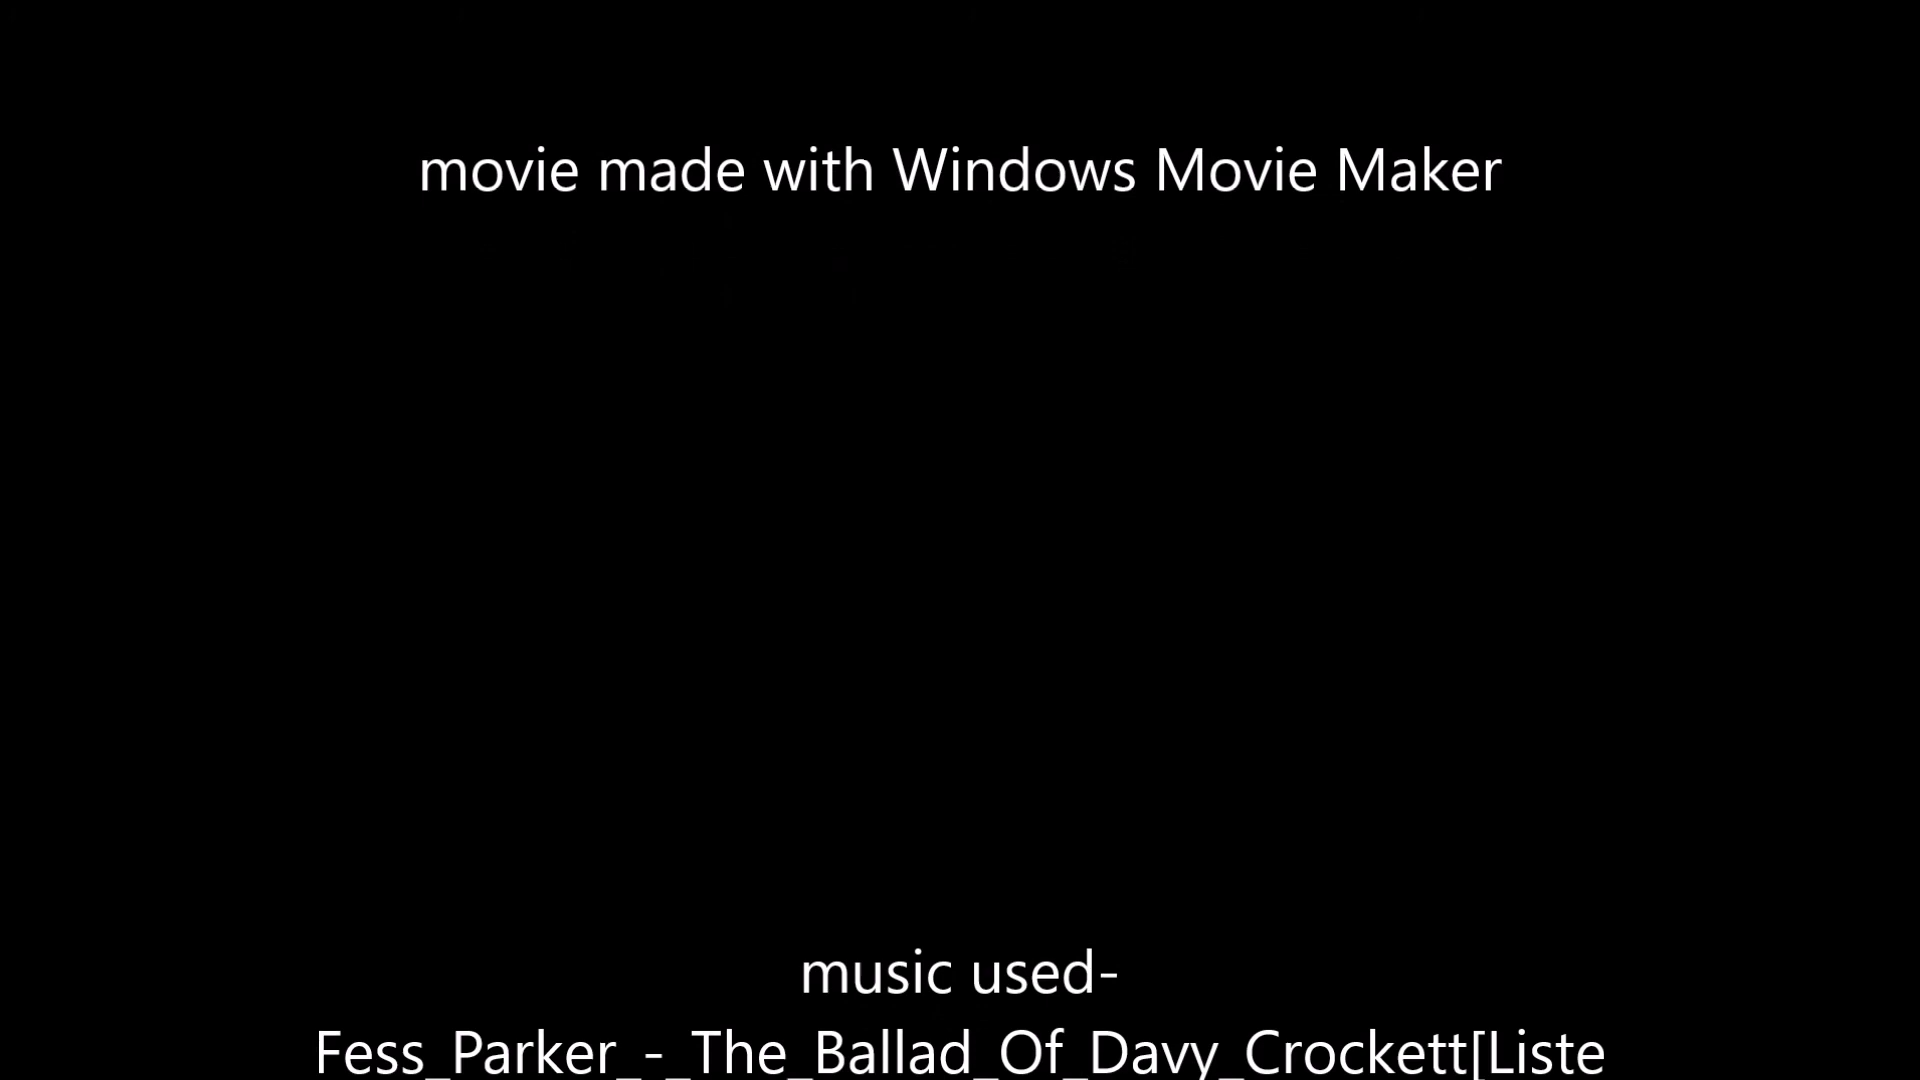 movie made with Windows Movie Maker
music used-
Fess_Parker_-_The_Ballad_Of_Davy_Crockett[Liste